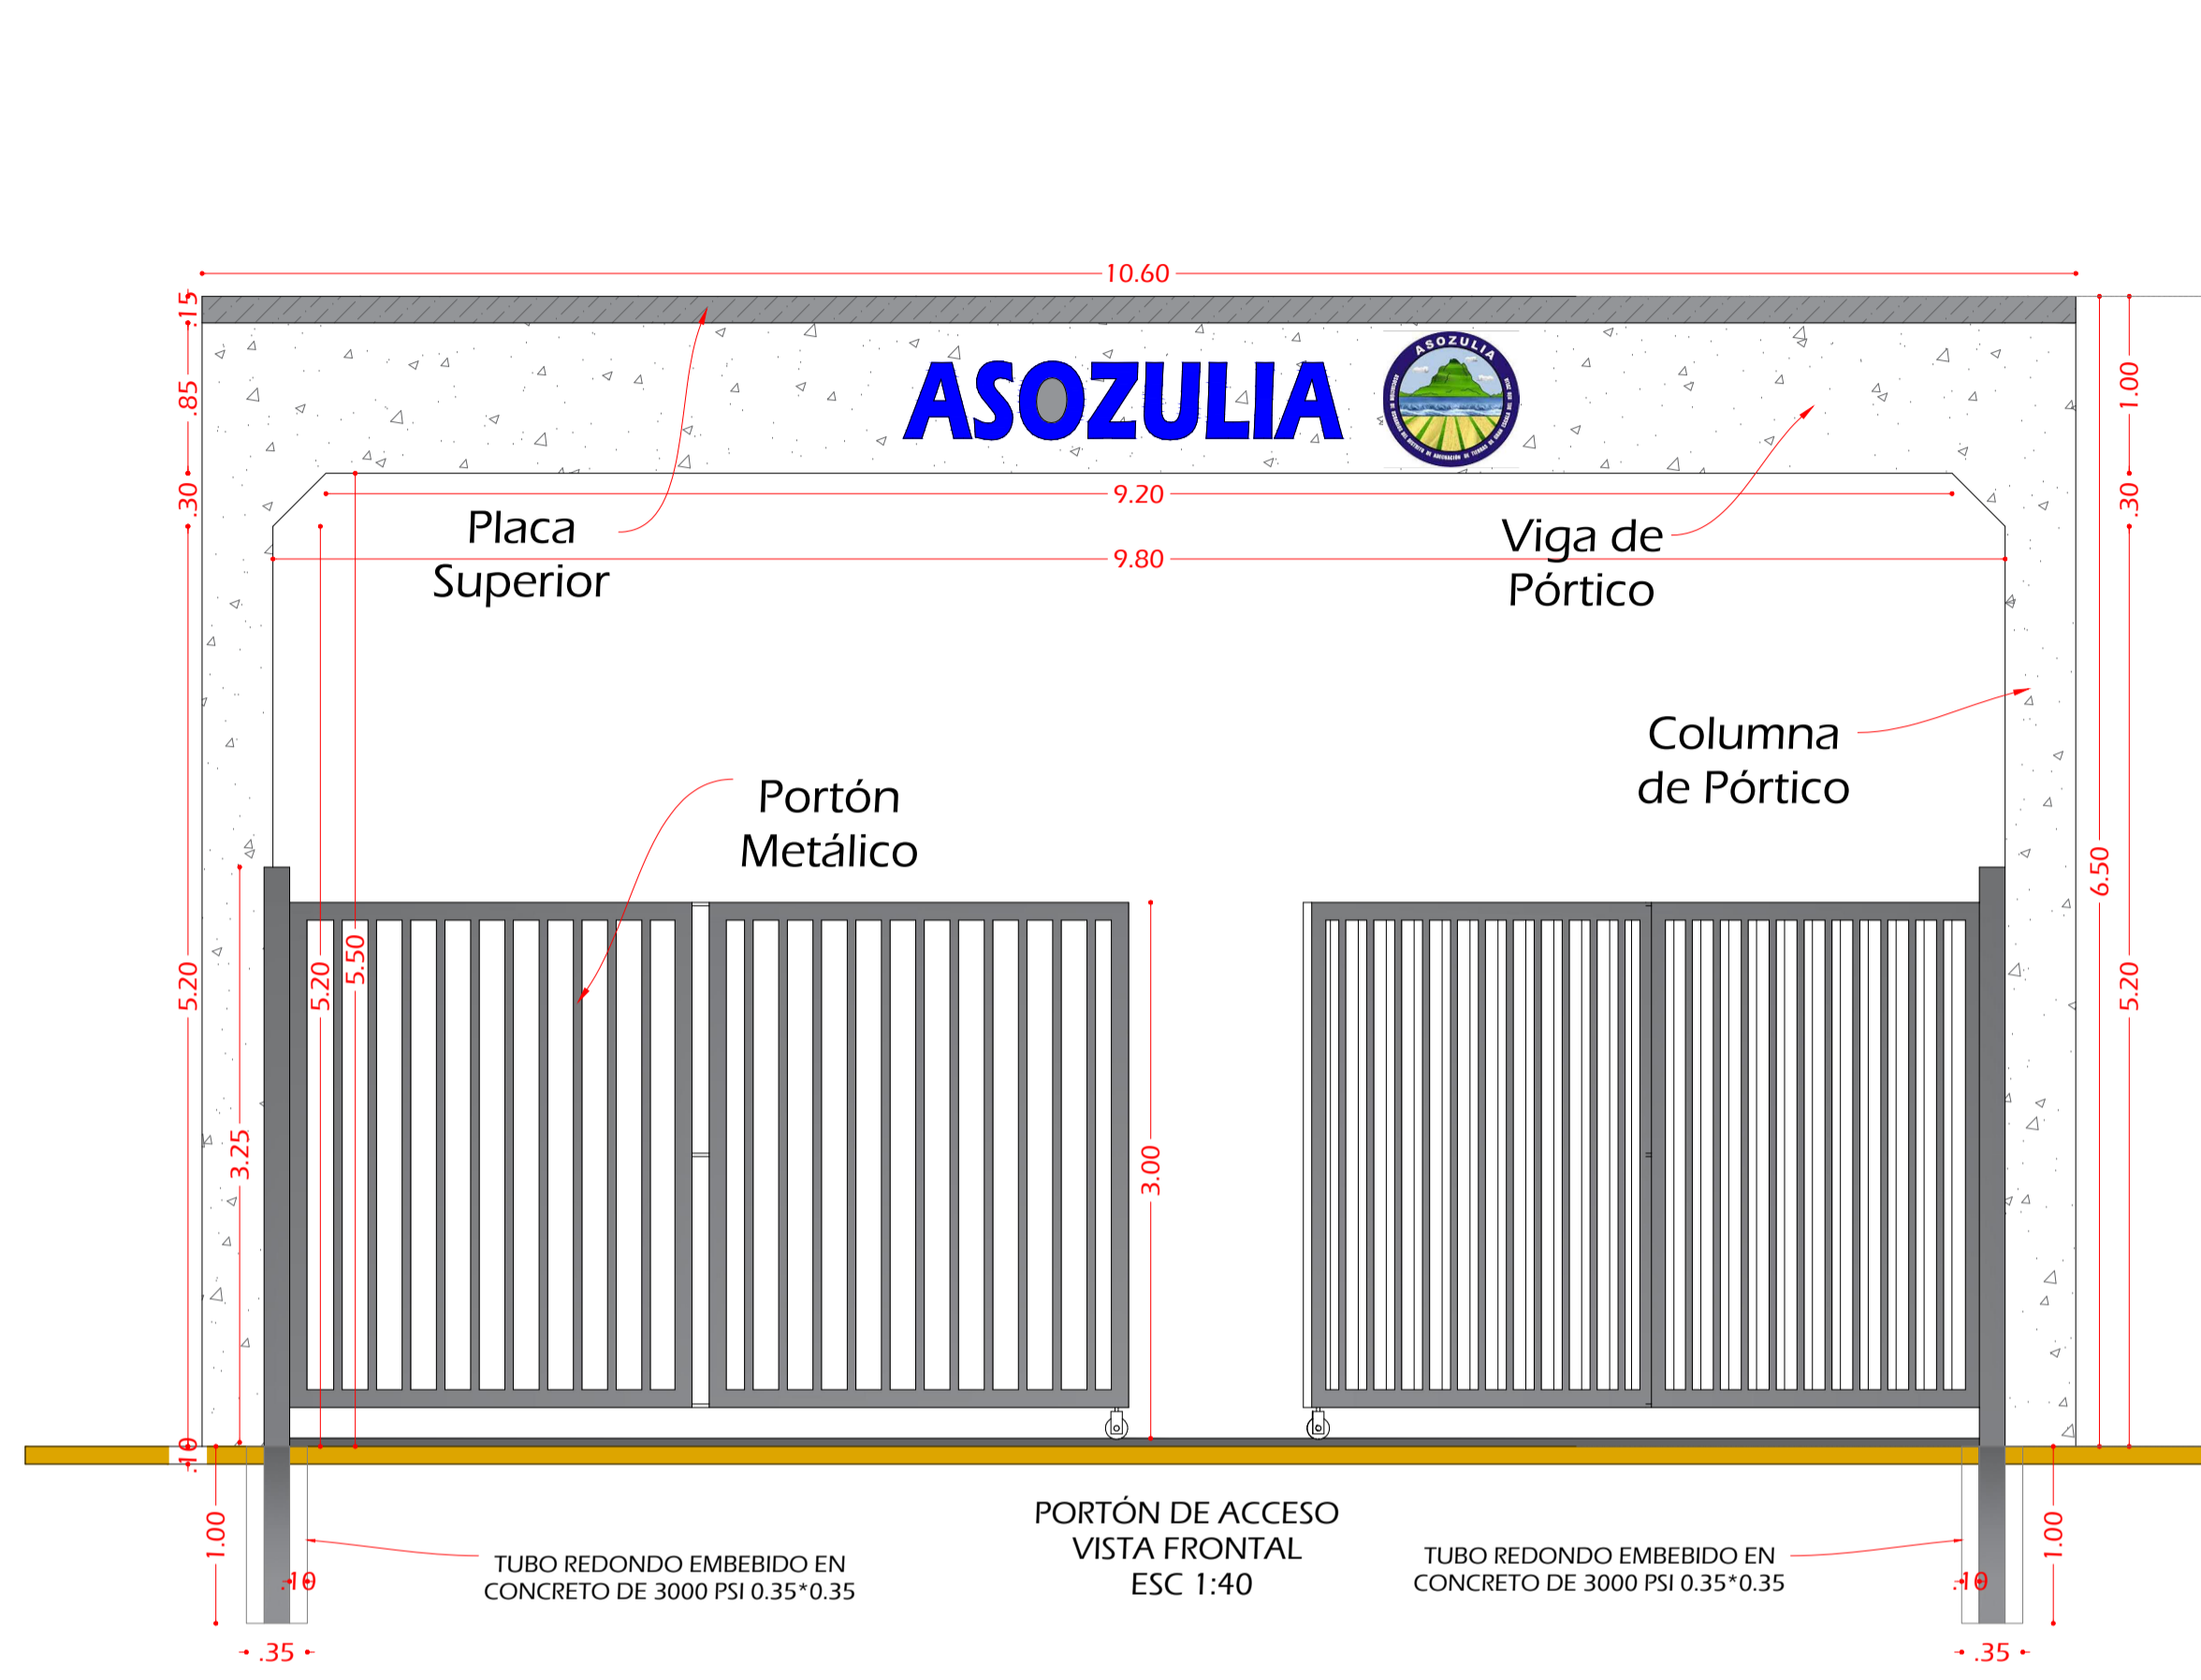 10.60
.15
ASOZULIA
ASOZULIA
.85
1.00
.30
9.20
.30
Placa
Superior
Viga de
Pórtico
9.80
Columna
de Pórtico
Portón
Metálico
6.50
5.20
5.20
5.50
5.20
3.25
3.00
.10
1.00
1.00
PORTÓN DE ACCESO
VISTA FRONTAL
ESC 1:40
TUBO REDONDO EMBEBIDO EN
CONCRETO DE 3000 PSI 0.35*0.35
TUBO REDONDO EMBEBIDO EN
CONCRETO DE 3000 PSI 0.35*0.35
.10
.10
.35
.35